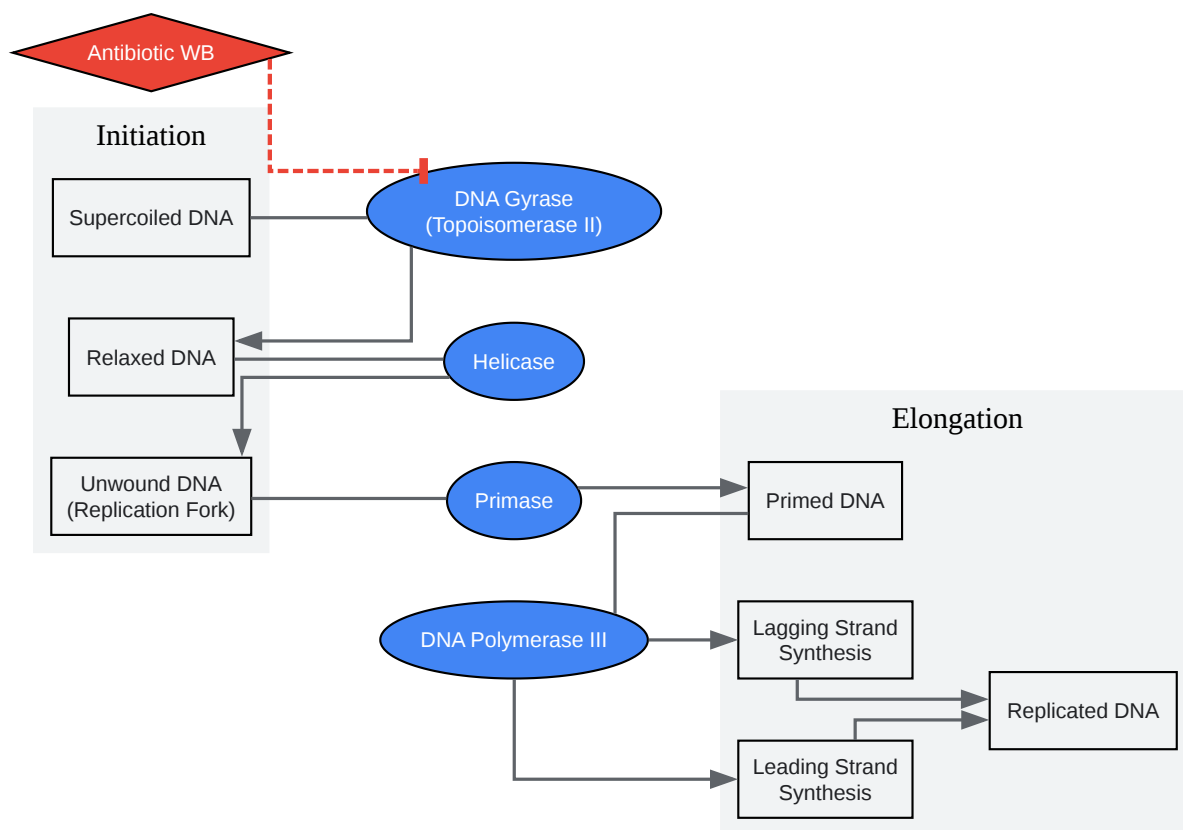 Antibiotic WB
Initiation
Supercoiled DNA
DNA Gyrase
(Topoisomerase II)
Relaxed DNA
Helicase
Elongation
Unwound DNA
(Replication Fork)
Primase
Primed DNA
DNA Polymerase III
Lagging Strand
Synthesis
Replicated DNA
Leading Strand
Synthesis